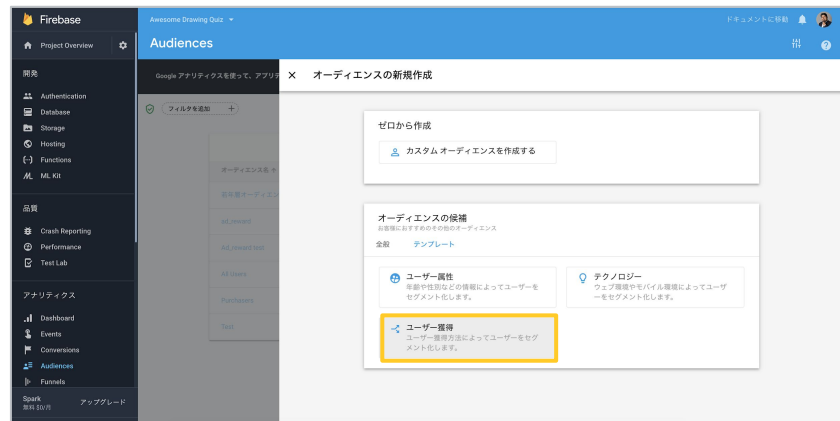 Firebase
Project Overview
開発
Authentication
Database
Storage
Hosting
Functions
ML Kit
品質
Crash Reporting
Performance
Test Lab
アナリティクス
Dashboard
Events
Conversions
Audiences
Funnels
Spark
無料 $0/月
アップグレード
Awesome Drawing Quiz
ドキュメントに移動
Audiences
Google アナリティクスを使って、アプリ
フィルタを追加
オーディエンス名
ad_reward
Ad_reward test
Ad Users
Purchasers
Test
オーディエンスの新規作成
ゼロから作成
カスタム オーディエンスを作成する
オーディエンスの候補
お客様におすすめのその他のオーディエンス
全般 テンプレート
ユーザー属性
年齢や性別などの情報によってユーザーを
セグメント化します。
テクノロジー
ウェブ環境やモバイル環境によってユーザ
ーをセグメント化します。
ユーザー獲得
ユーザー獲得方法によってユーザーをセグ
メント化します。